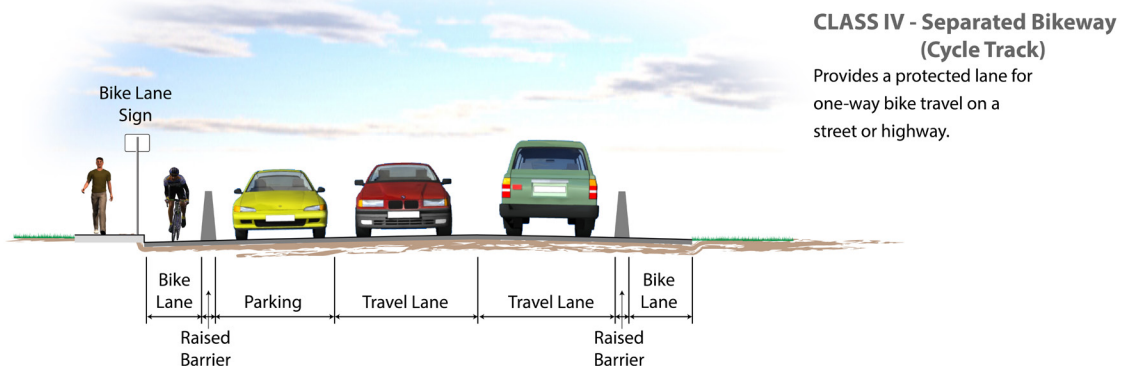 CLASS IV - Separated Bikeway
(Cycle Track)
Provides a protected lane for
one-way bike travel on a
street or highway.
Bike Lane
Sign
Bike
Lane
Parking
Travel Lane
Travel Lane
Bike
Lane
Raised
Barrier
Raised
Barrier